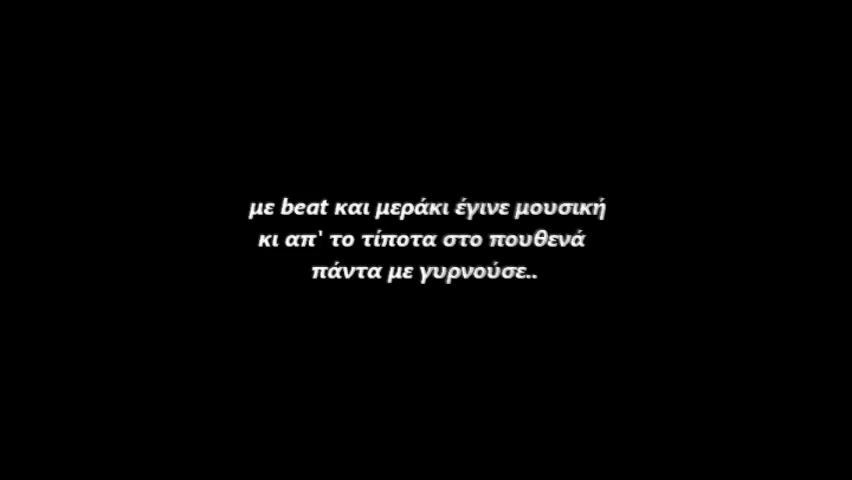 με beat και μεράκι έγινε μουσική
κι απ' το τίποτα στο πουθενά
πάντα με γυρνούσε..